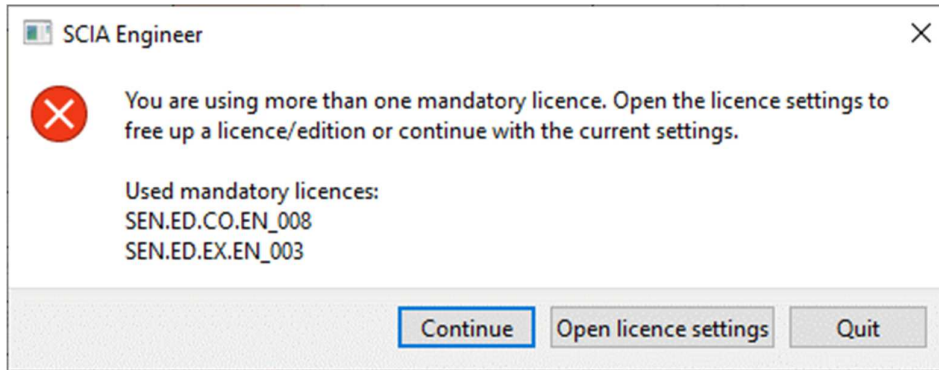 SCIA Engineer
You are using more than one mandatory licence. Open the licence settings to
free up a licence/edition or continue with the current settings.
Used mandatory licences:
SEN.ED.CO.EN_008
SEN.ED.EX.EN_003
Continue
Open licence settings
Quit